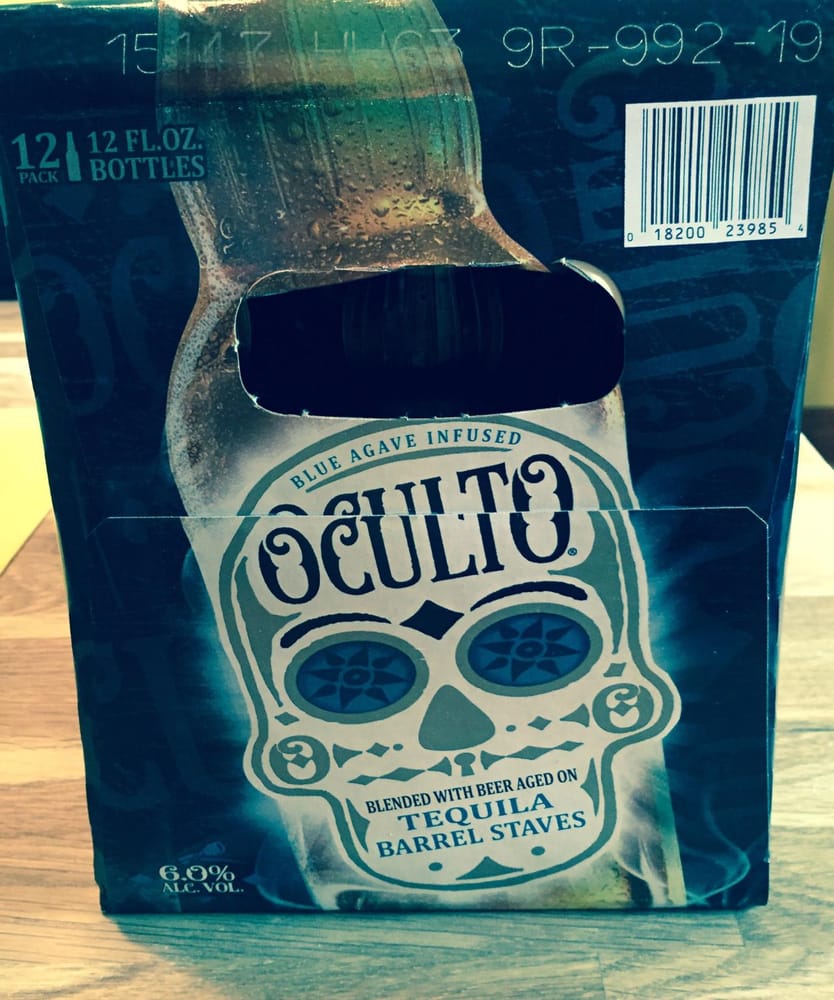 9R-992-19
12 PACK
12 FL.OZ.
BOTTLES
0 18200 23985 4
BLUE AGAVE INFUSED
OCULTO®
BLENDED WITH BEER AGED ON
TEQUILA
BARREL STAVES
6.0%
ALC. VOL.